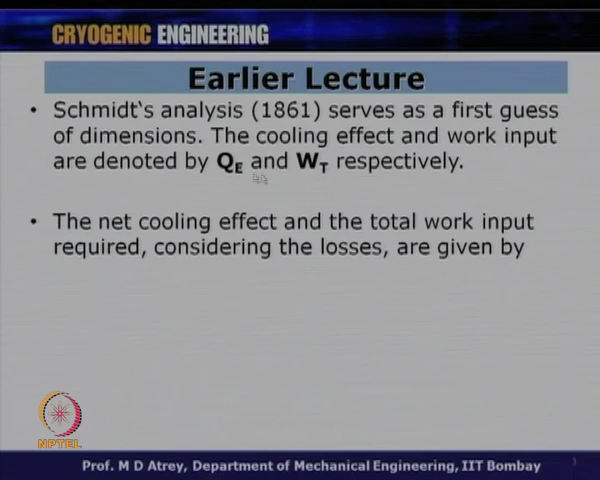 CRYOGENIC ENGINEERING
Earlier Lecture
• Schmidt's analysis (1861) serves as a first guess
of dimensions. The cooling effect and work input
are denoted by QE and WT respectively.
• The net cooling effect and the total work input
required, considering the losses, are given by
NPTEL
Prof. M D Atrey, Department of Mechanical Engineering, IIT Bombay
3